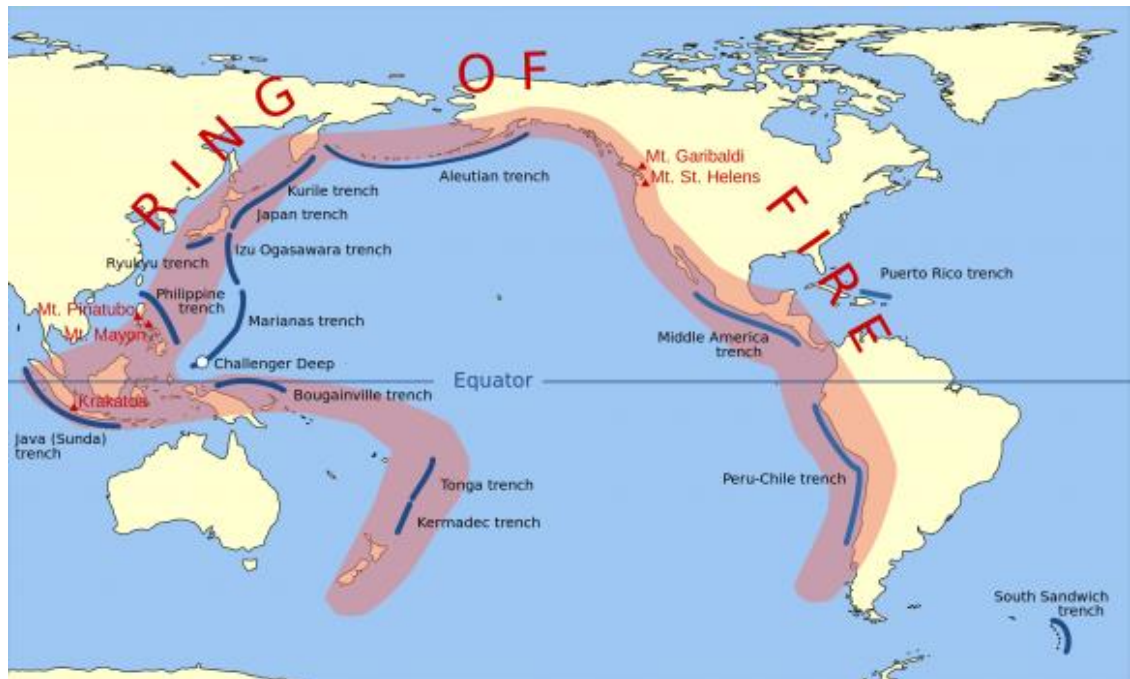 RING OF FIRE
Mt. Garibaldi
Mt. St. Helens
Aleutian trench
Kurile trench
Japan trench
Izu Ogasawara trench
Ryukyu trench
Puerto Rico trench
Philippine
trench
Mt. Pinatubo
Mt. Mayon
Marianas trench
Middle America
trench
Challenger Deep
Equator
Bougainville trench
Krakatoa
Java (Sunda)
trench
Tonga trench
Peru-Chile trench
Kermadec trench
South Sandwich
trench